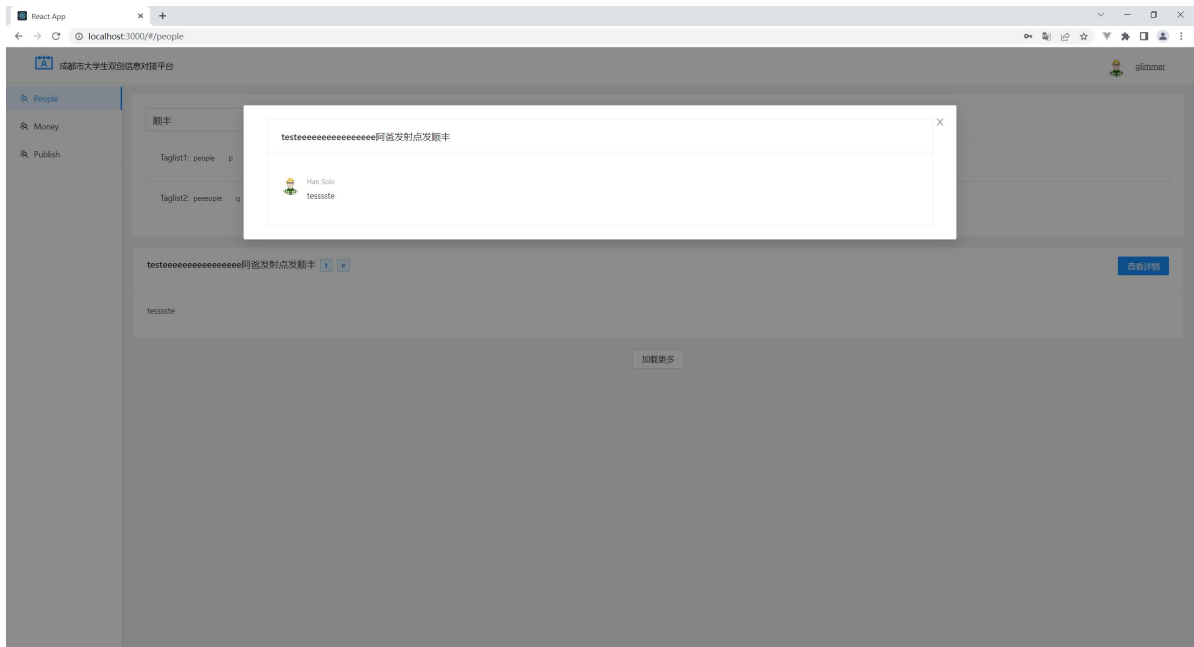 React App
localhost:3000/#/people
成都市大学生双创信息对接平台
glimmer
People
Money
Publish
顺丰
Taglist1: people p
Taglist2: peeeople q
testeeeeeeeeeeeeeeee阿爸发射点发顺丰
Han Solo
tesssste
testeeeeeeeeeeeeeeee阿爸发射点发顺丰 t e
查看详情
tesssste
加载更多